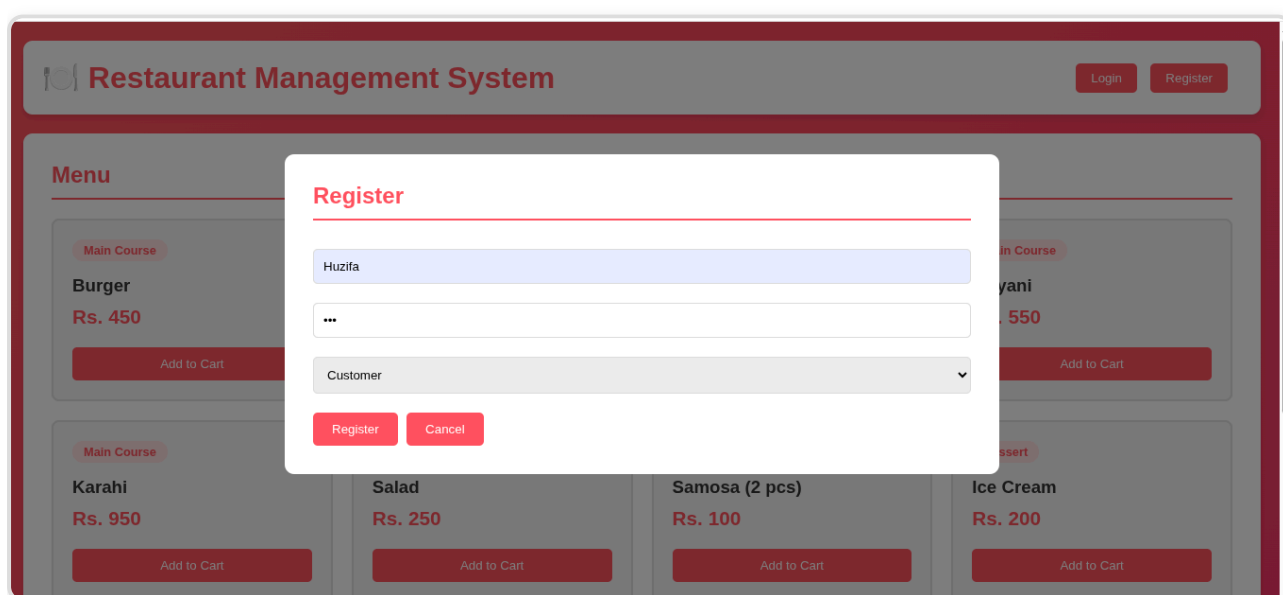 Restaurant Management System
Login
Register
Menu
Register
Huzifa
•••
Customer
Register
Cancel
Main Course
Burger
Rs. 450
Add to Cart
Course
550
Add to Cart
Main Course
Karahi
Rs. 950
Add to Cart
Salad
Rs. 250
Add to Cart
Samosa (2 pcs)
Rs. 100
Add to Cart
Ice Cream
Rs. 200
Add to Cart